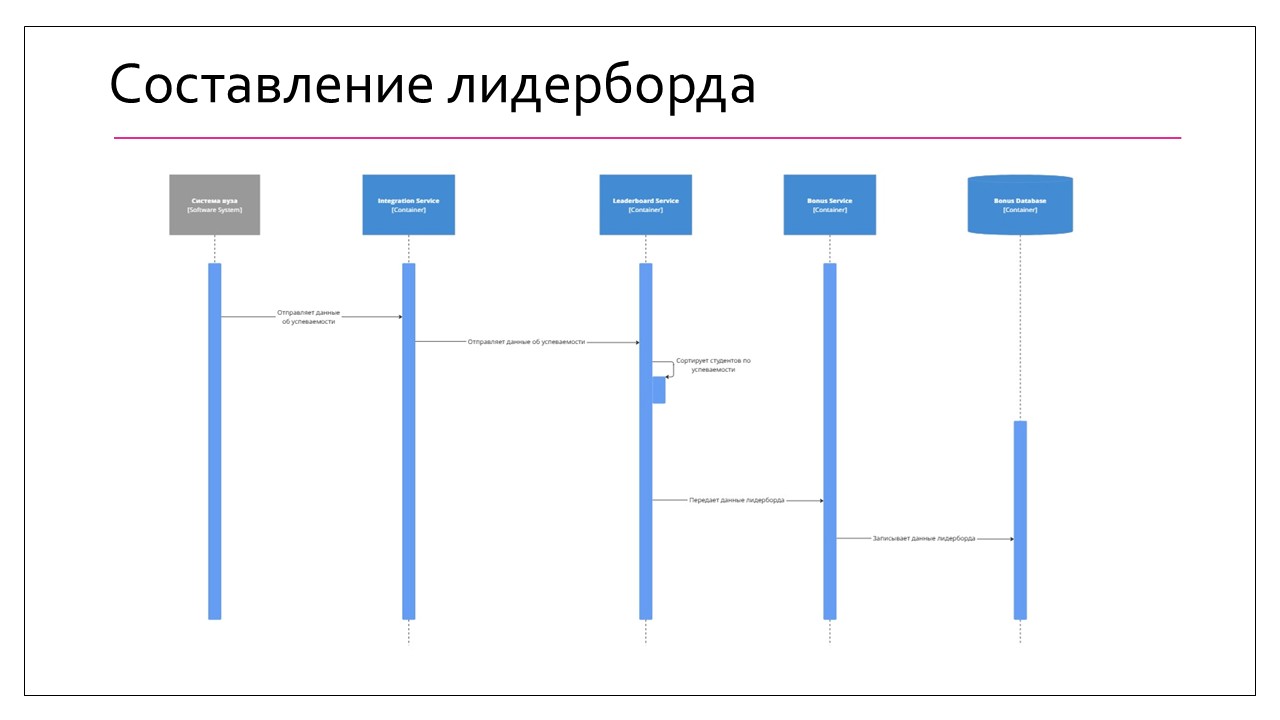 Составление лидерборда
Система вуза
[Software System]
Integration Service
[Container]
Leaderboard Service
[Container]
Bonus Service
[Container]
Bonus Database
[Container]
Отправляет данные
об успеваемости
Отправляет данные об успеваемости
Сортирует студентов по
успеваемости
Передает данные лидерборда
Записывает данные лидерборда